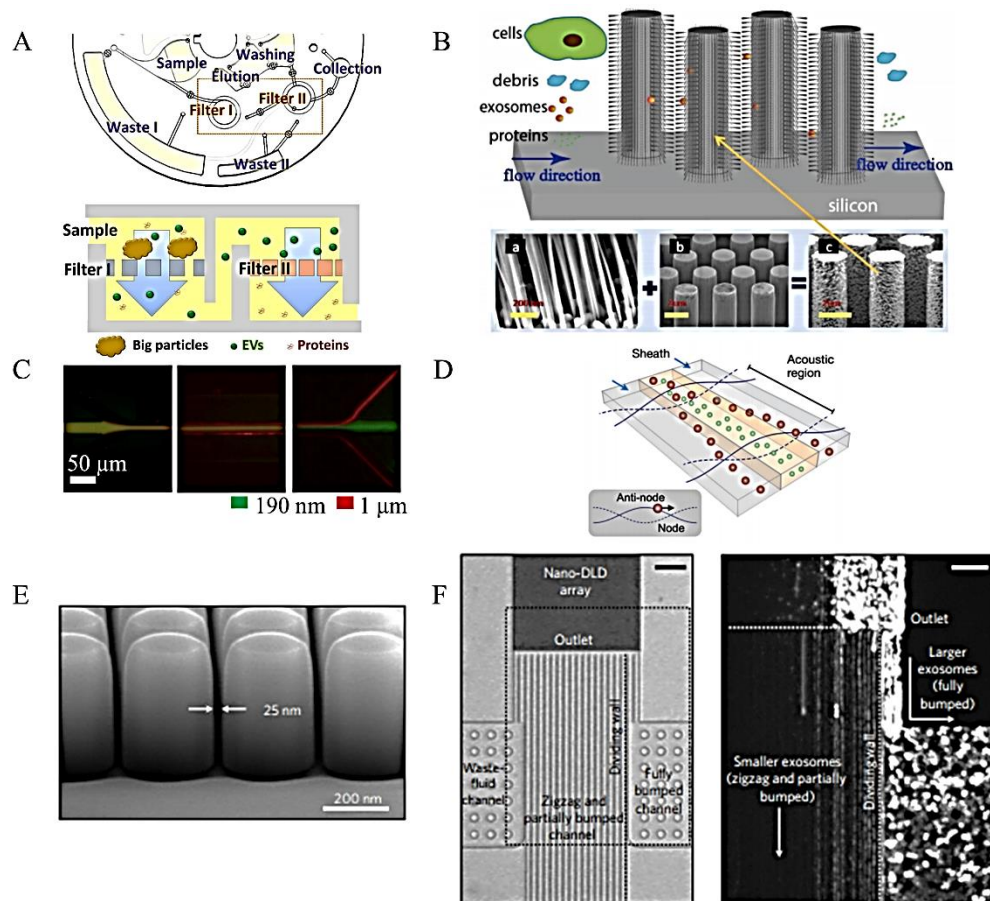 A
Sample
Washing
Elution
Collection
Filter I
Filter II
Waste I
Waste II
Sample
Filter I
Filter II
Big particles
EVs
Proteins
B
cells
debris
exosomes
proteins
flow direction
flow direction
silicon
a
b
c
+
=
C
50 µm
190 nm
1 µm
D
Sheath
Acoustic
region
Anti-node
Node
E
25 nm
200 nm
F
Nano-DLD
array
Outlet
Waste-
fluid
channel
Zigzag and
partially bumped
channel
Dividing wall
Fully
bumped
channel
Outlet
Larger
exosomes
(fully
bumped)
Smaller exosomes
(zigzag and partially
bumped)
Dividing wall